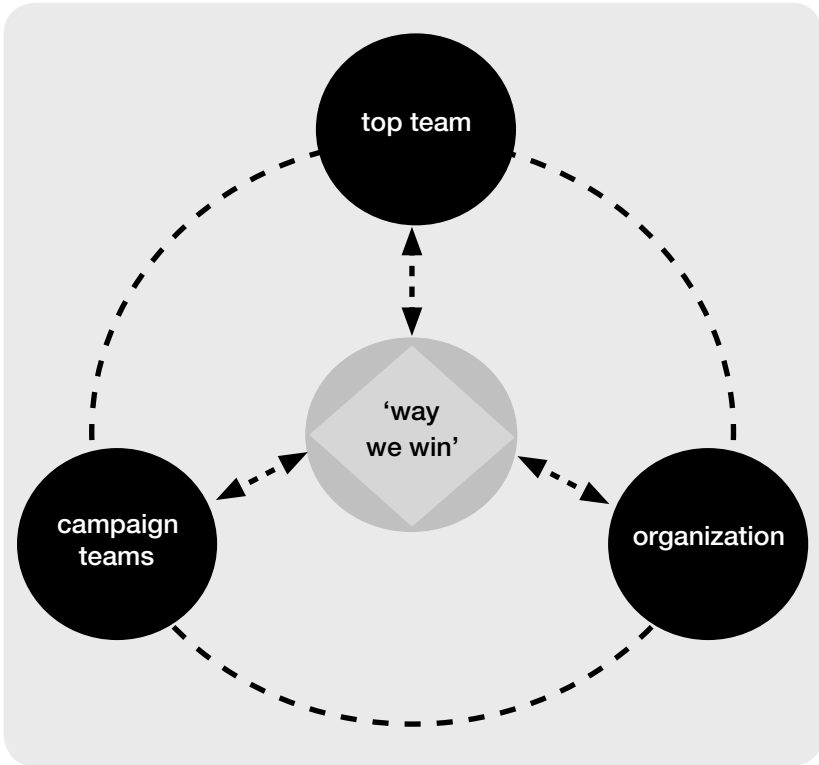 top team
‘way
we win’
campaign
teams
organization